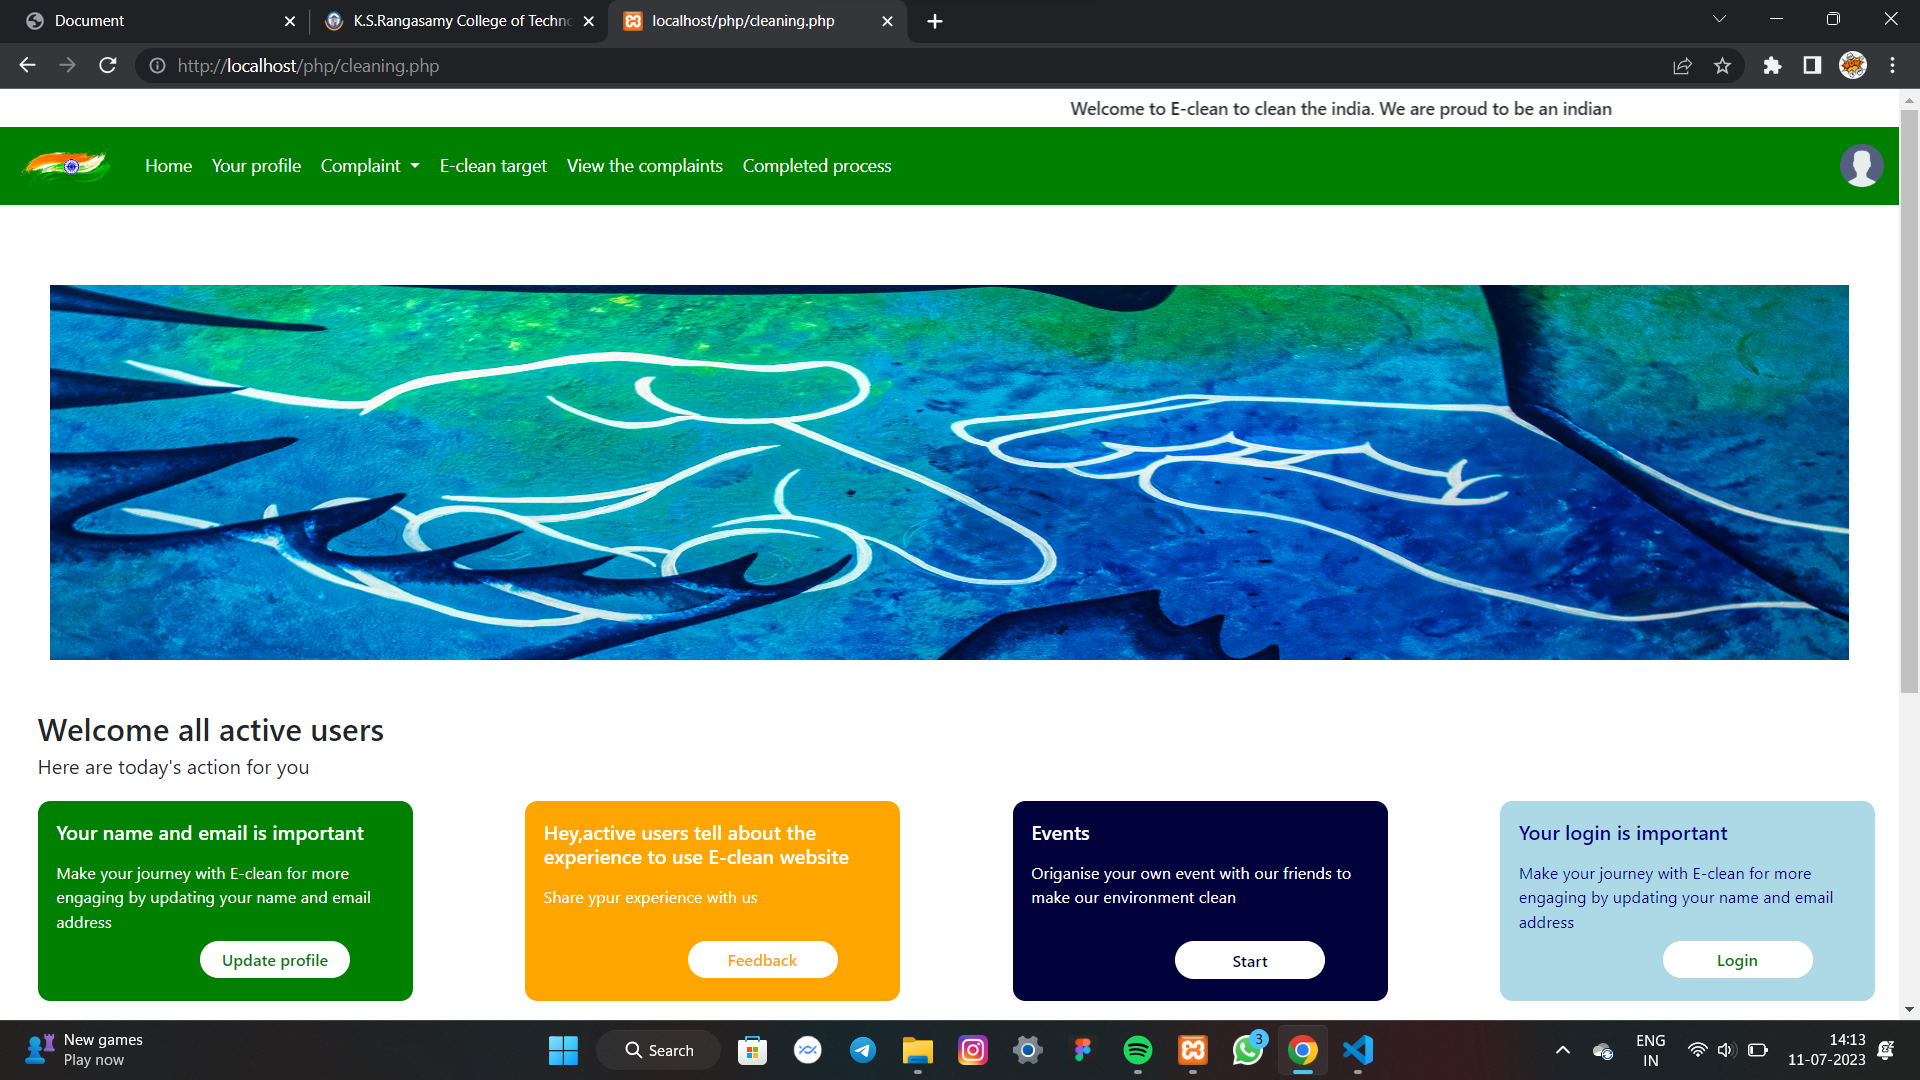 Document
K.S.Rangasamy College of Techno
localhost/php/cleaning.php
http://localhost/php/cleaning.php
Welcome to E-clean to clean the india. We are proud to be an indian
Home Your profile Complaint E-clean target View the complaints Completed process
Welcome all active users
Here are today's action for you
Your name and email is important
Make your journey with E-clean for more
engaging by updating your name and email
address
Update profile
Hey,active users tell about the
experience to use E-clean website
Share ypur experience with us
Feedback
Events
Origanise your own event with our friends to
make our environment clean
Start
Your login is important
Make your journey with E-clean for more
engaging by updating your name and email
address
Login
New games
Play now
Search
3
ENG
IN
14:13
11-07-2023